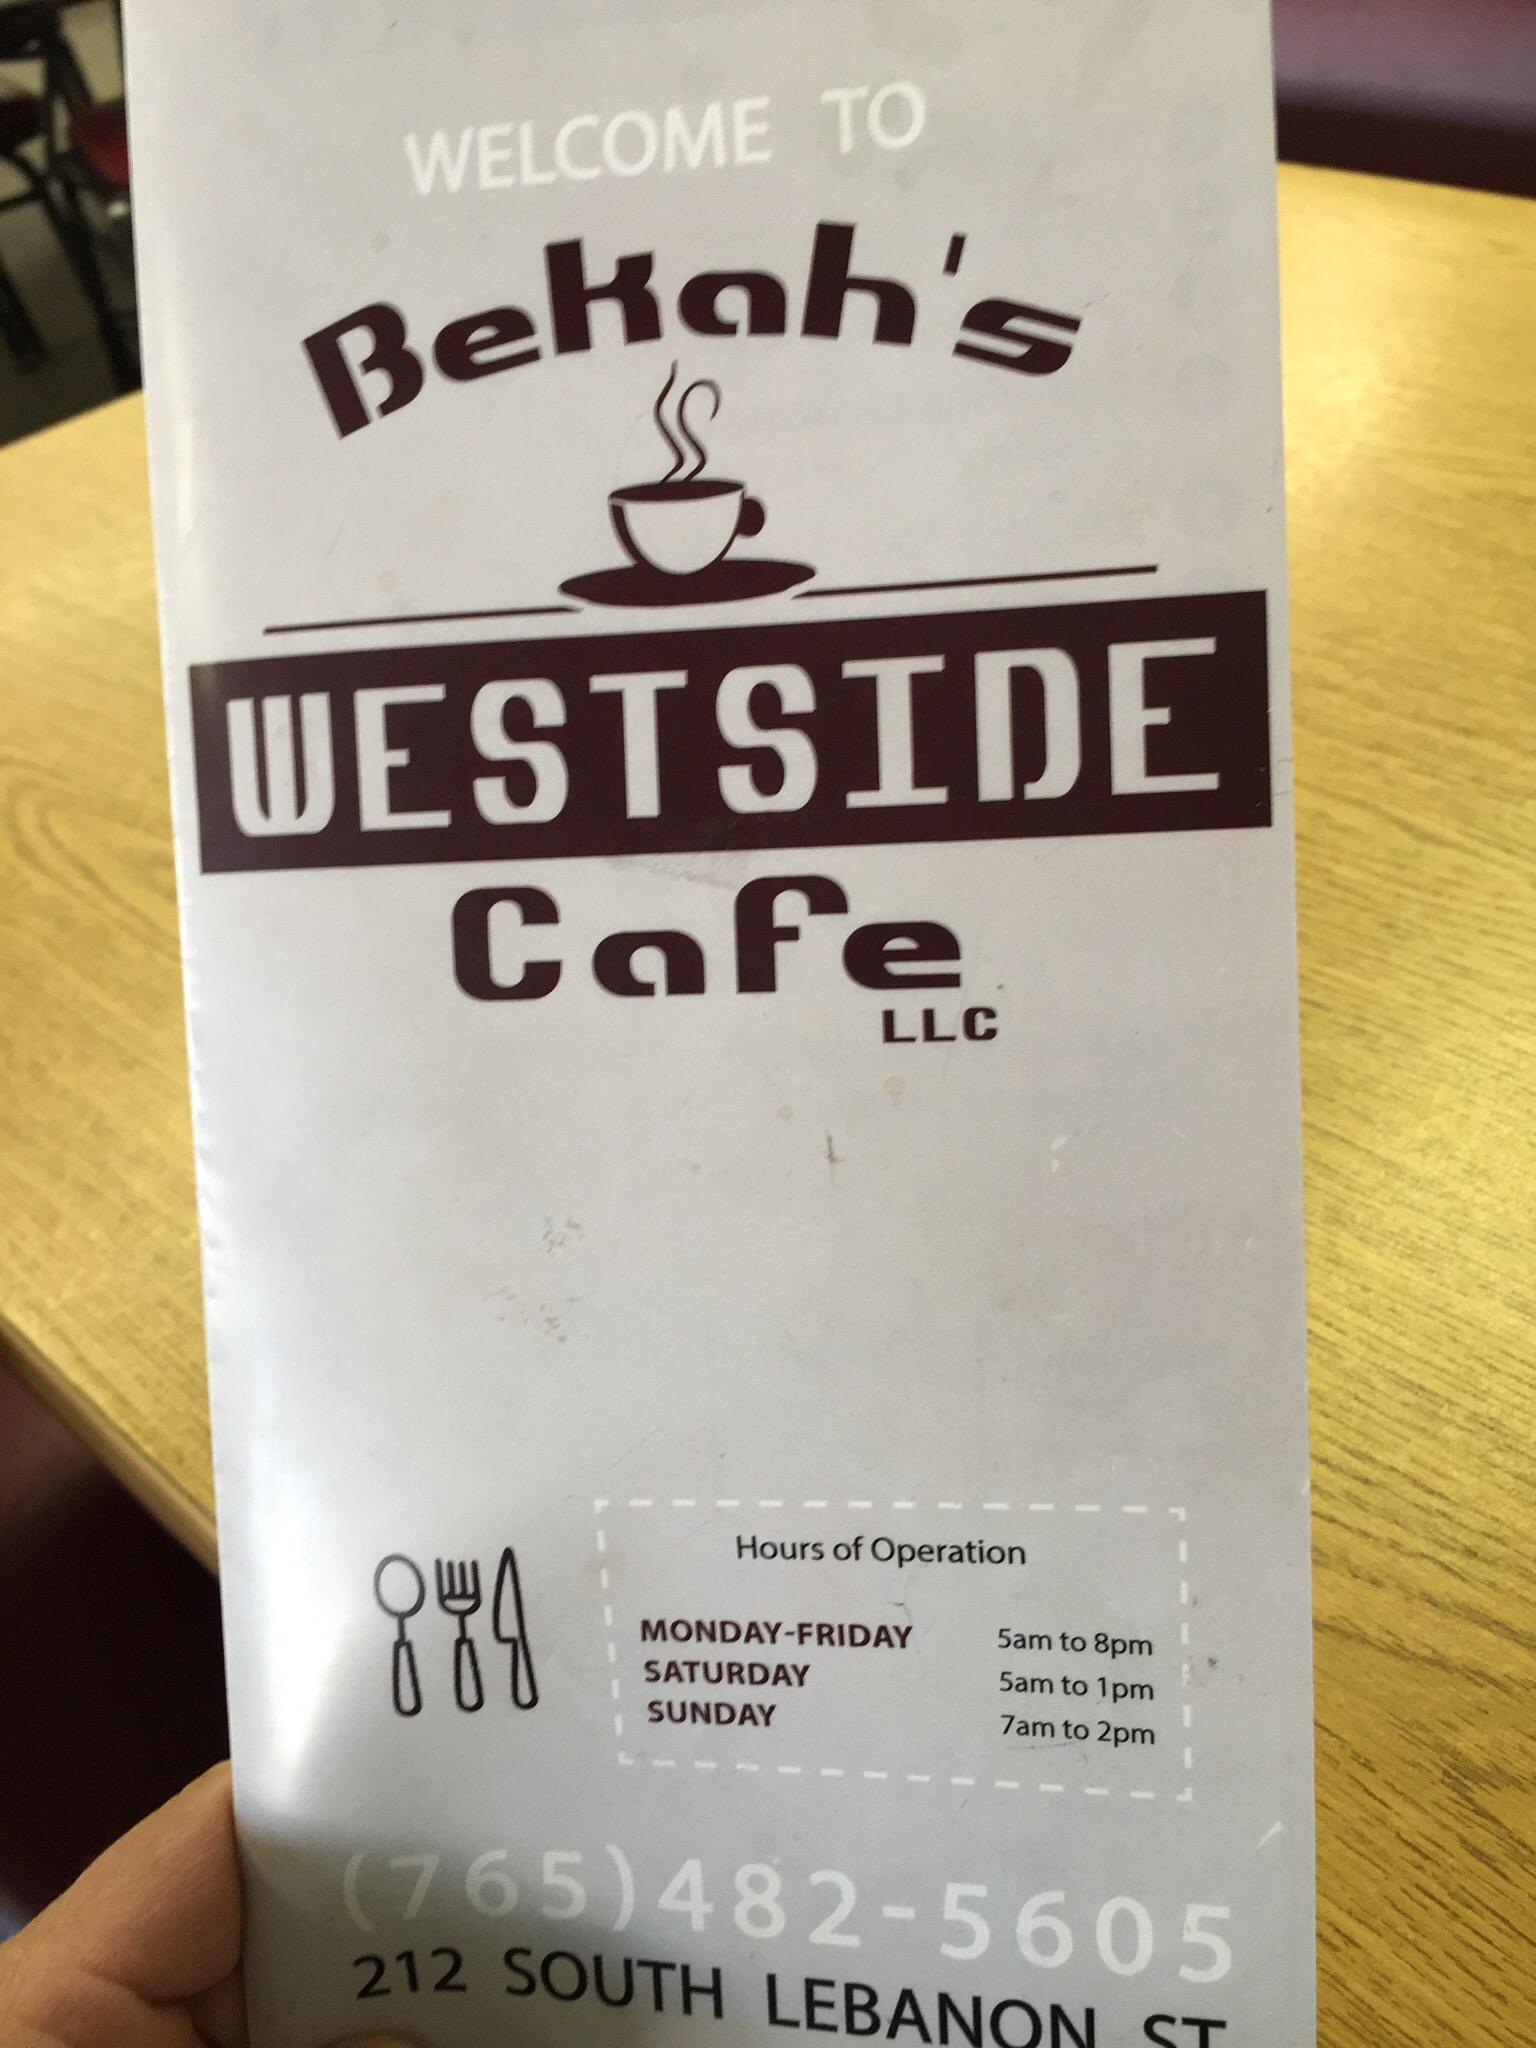 WELCOME TO
Bekah's
WESTSIDE
Cafe
LLC
Hours of Operation
MONDAY-FRIDAY 5am to 8pm
SATURDAY 5am to 1pm
SUNDAY 7am to 2pm
(765)482-5605
212 SOUTH LEBANON ST